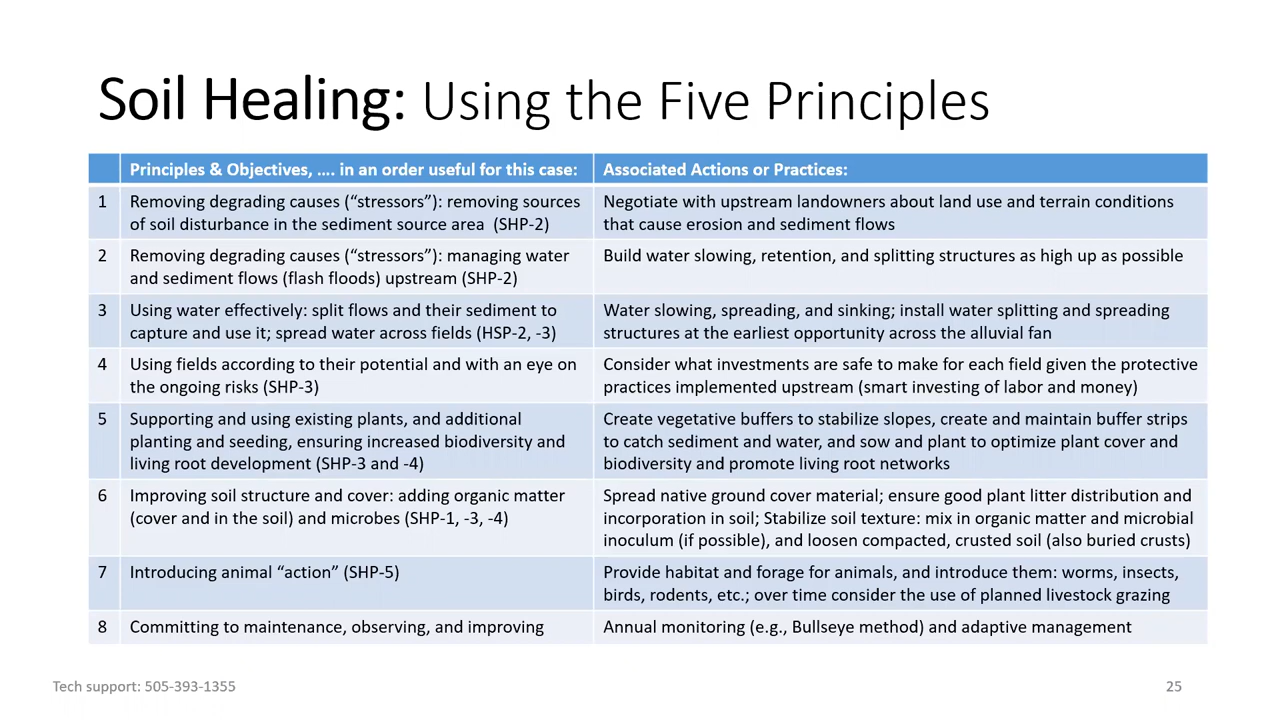 Soil Healing: Using the Five Principles
Principles & Objectives, .... in an order useful for this case:
Associated Actions or Practices:
1
Removing degrading causes (“stressors”): removing sources
of soil disturbance in the sediment source area (SHP-2)
Negotiate with upstream landowners about land use and terrain conditions
that cause erosion and sediment flows
2
Removing degrading causes (“stressors”): managing water
and sediment flows (flash floods) upstream (SHP-2)
Build water slowing, retention, and splitting structures as high up as possible
3
Using water effectively: split flows and their sediment to
capture and use it; spread water across fields (HSP-2, -3)
Water slowing, spreading, and sinking; install water splitting and spreading
structures at the earliest opportunity across the alluvial fan
4
Using fields according to their potential and with an eye on
the ongoing risks (SHP-3)
Consider what investments are safe to make for each field given the protective
practices implemented upstream (smart investing of labor and money)
5
Supporting and using existing plants, and additional
planting and seeding, ensuring increased biodiversity and
living root development (SHP-3 and -4)
Create vegetative buffers to stabilize slopes, create and maintain buffer strips
to catch sediment and water, and sow and plant to optimize plant cover and
biodiversity and promote living root networks
6
Improving soil structure and cover: adding organic matter
(cover and in the soil) and microbes (SHP-1, -3, -4)
Spread native ground cover material; ensure good plant litter distribution and
incorporation in soil; Stabilize soil texture: mix in organic matter and microbial
inoculum (if possible), and loosen compacted, crusted soil (also buried crusts)
7
Introducing animal “action” (SHP-5)
Provide habitat and forage for animals, and introduce them: worms, insects,
birds, rodents, etc.; over time consider the use of planned livestock grazing
8
Committing to maintenance, observing, and improving
Annual monitoring (e.g., Bullseye method) and adaptive management
Tech support: 505-393-1355
25